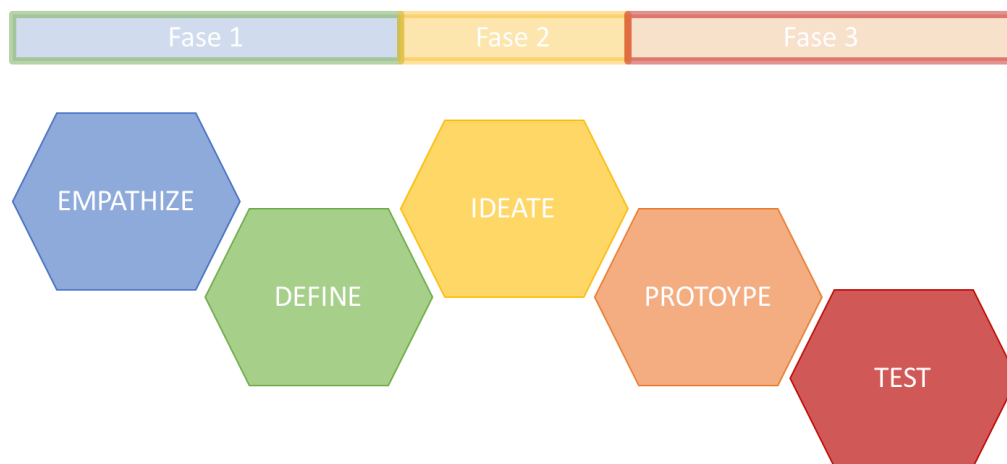 Fase 1
Fase 2
Fase 3
EMPATHIZE
DEFINE
IDEATE
PROTOYPE
TEST